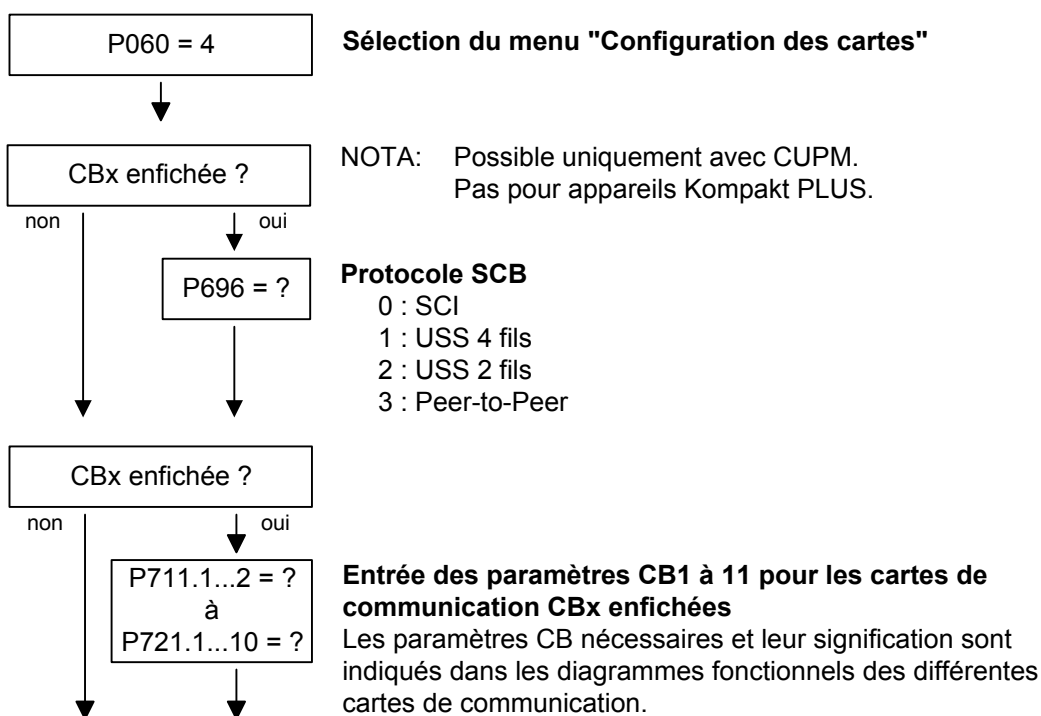 P060 = 4
Sélection du menu "Configuration des cartes"
CBx enfichée ?
NOTA: Possible uniquement avec CUPM.
Pas pour appareils Kompakt PLUS.
non
oui
P696 = ?
Protocole SCB
0 : SCI
1 : USS 4 fils
2 : USS 2 fils
3 : Peer-to-Peer
CBx enfichée ?
non
oui
P711.1...2 = ?
à
P721.1...10 = ?
Entrée des paramètres CB1 à 11 pour les cartes de
communication CBx enfichées
Les paramètres CB nécessaires et leur signification sont
indiqués dans les diagrammes fonctionnels des différentes
cartes de communication.